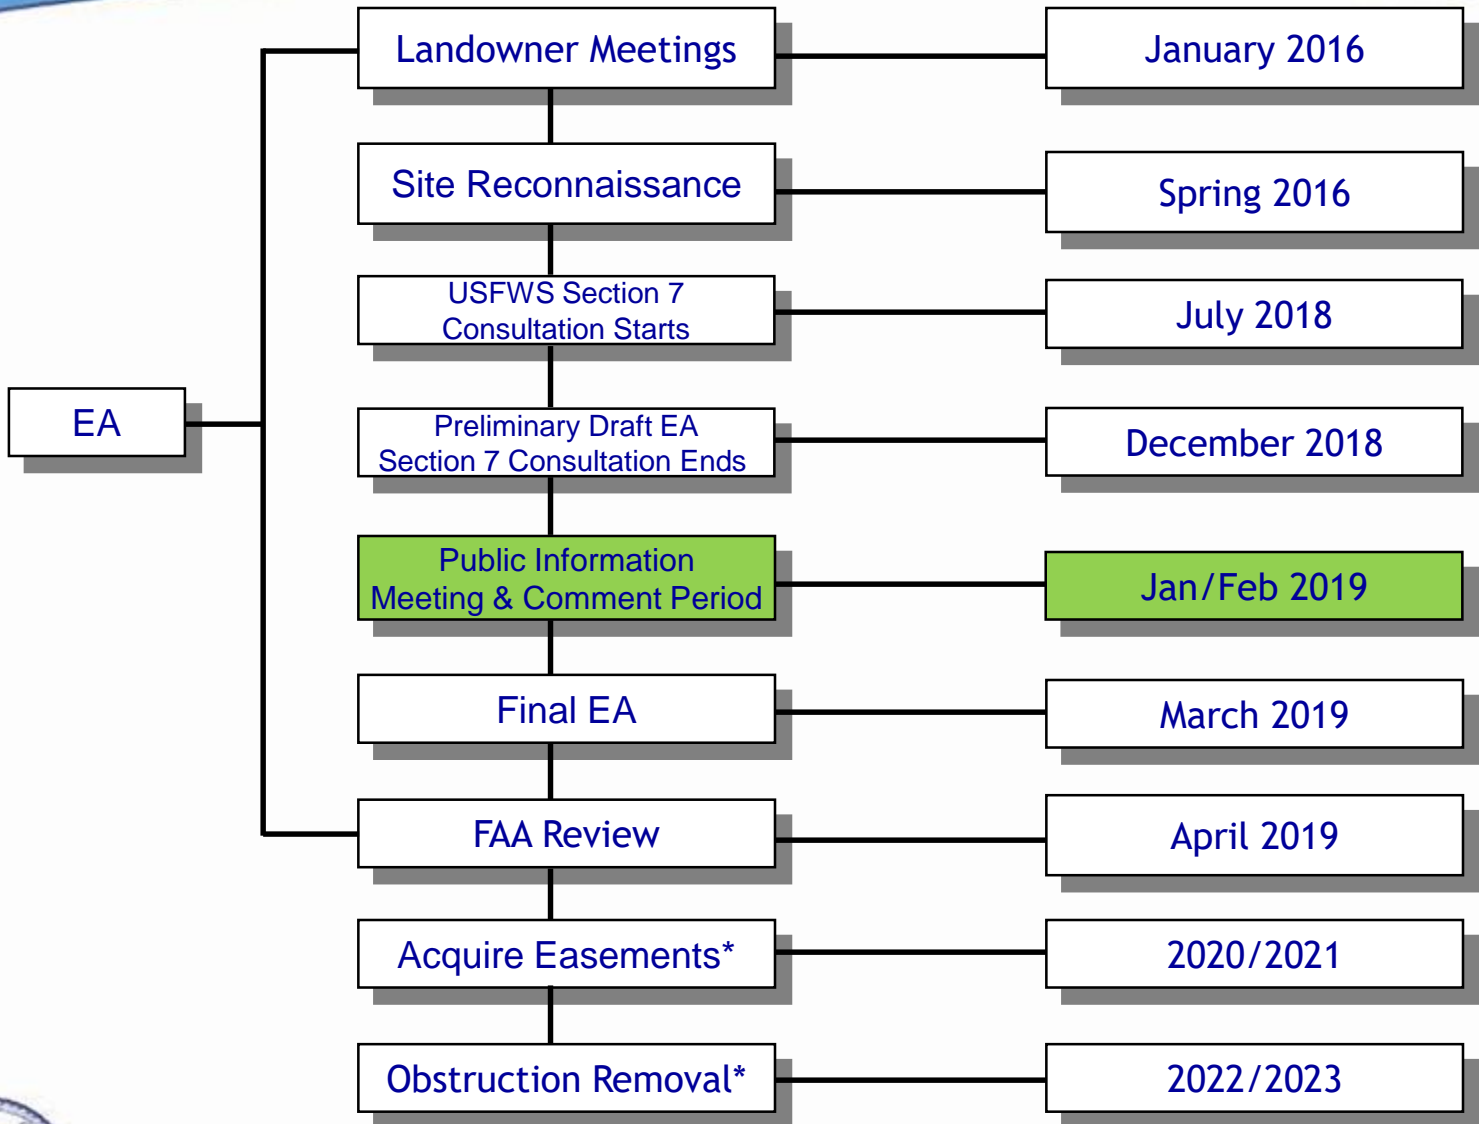 Landowner Meetings
January 2016
Site Reconnaissance
Spring 2016
USFWS Section 7
Consultation Starts
July 2018
EA
Preliminary Draft EA
Section 7 Consultation Ends
December 2018
Public Information
Meeting & Comment Period
Jan/Feb 2019
Final EA
March 2019
FAA Review
April 2019
Acquire Easements*
2020/2021
Obstruction Removal*
2022/2023